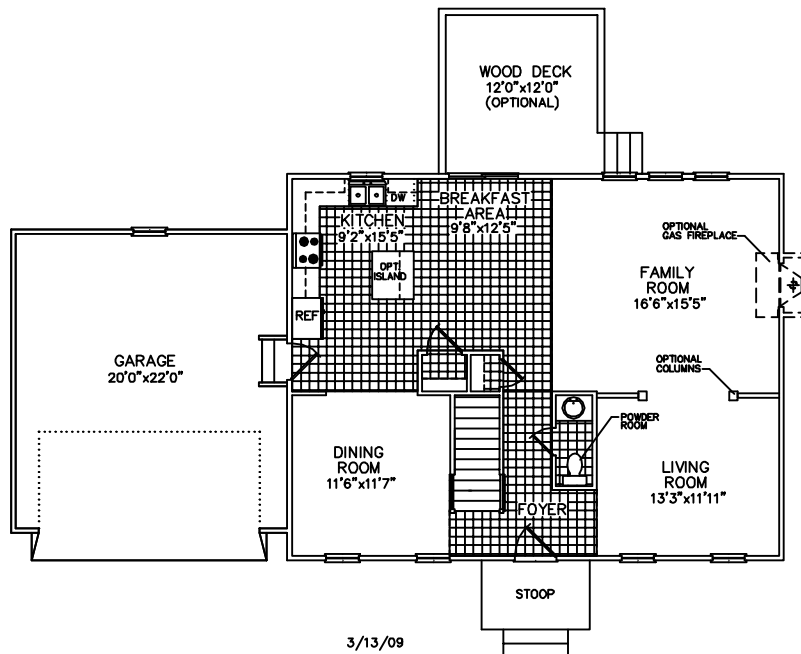 WOOD DECK
12'0"x12'0"
(OPTIONAL)
DW
KITCHEN
9'2"x15'5"
BREAKFAST
AREA
9'8"x12'5"
OPT.
ISLAND
REF
OPTIONAL
GAS FIREPLACE
FAMILY
ROOM
16'6"x15'5"
GARAGE
20'0"x22'0"
OPTIONAL
COLUMNS
POWDER
ROOM
DINING
ROOM
11'6"x11'7"
LIVING
ROOM
13'3"x11'11"
FOYER
STOOP
3/13/09